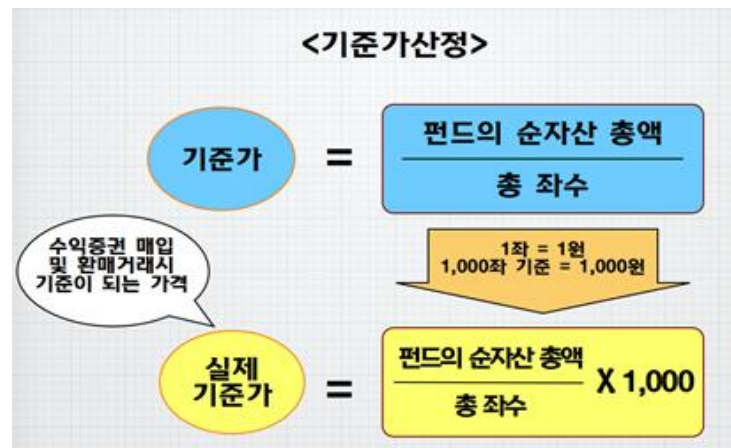 <기준가산정>
기준가 = 펀드의 순자산 총액
총 좌수
수익증권 매입
및 환매거래시
기준이 되는 가격
1좌 = 1원
1,000좌 기준 = 1,000원
실제
기준가
= 펀드의 순자산 총액
총 좌수
X 1,000